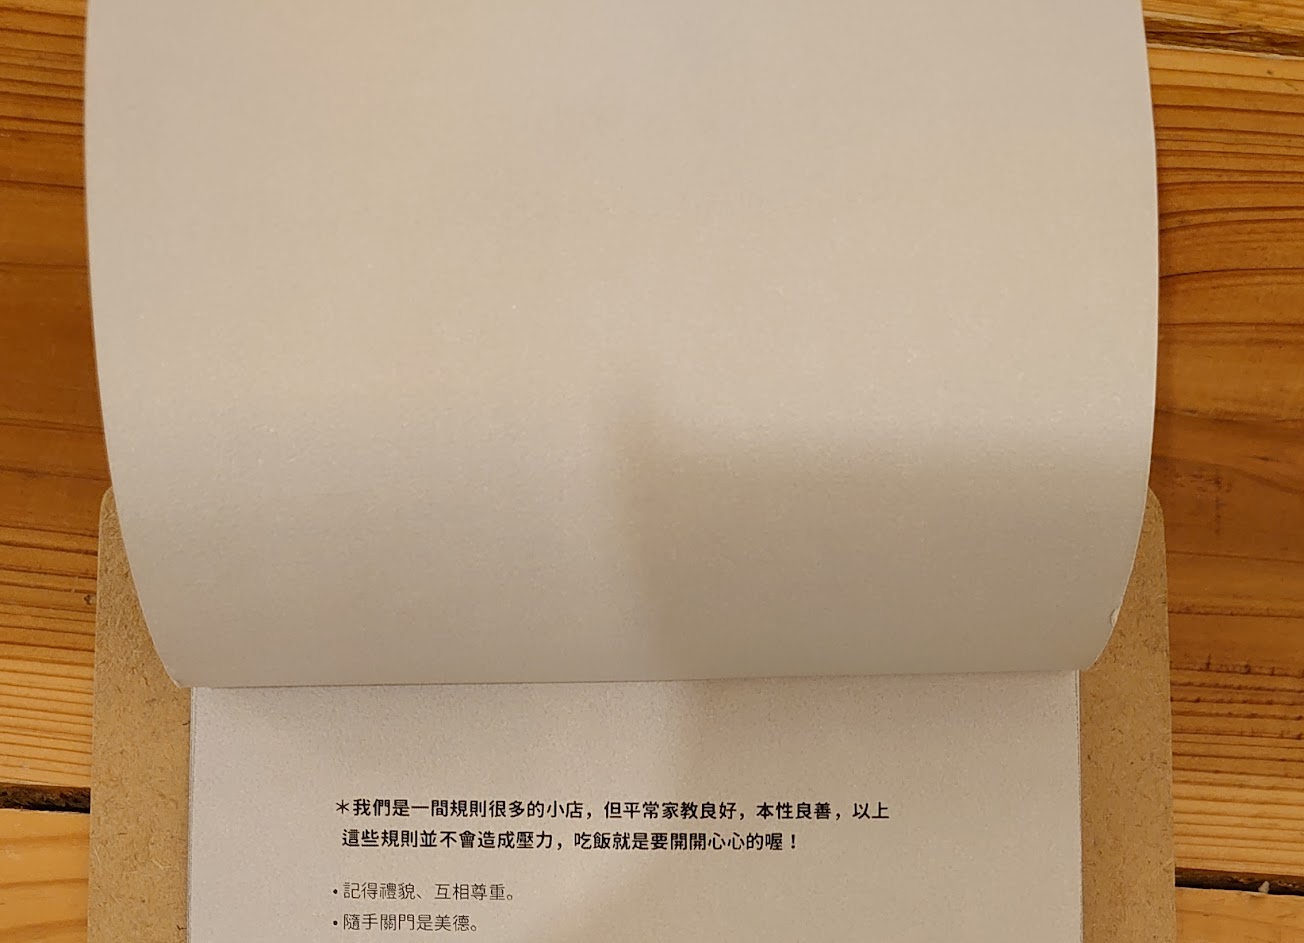 ＊我們是一間規則很多的小店，但平常家教良好，本性良善，以上
這些規則並不會造成壓力，吃飯就是要開開心心的喔！
•記得禮貌、互相尊重。
•隨手關門是美德。